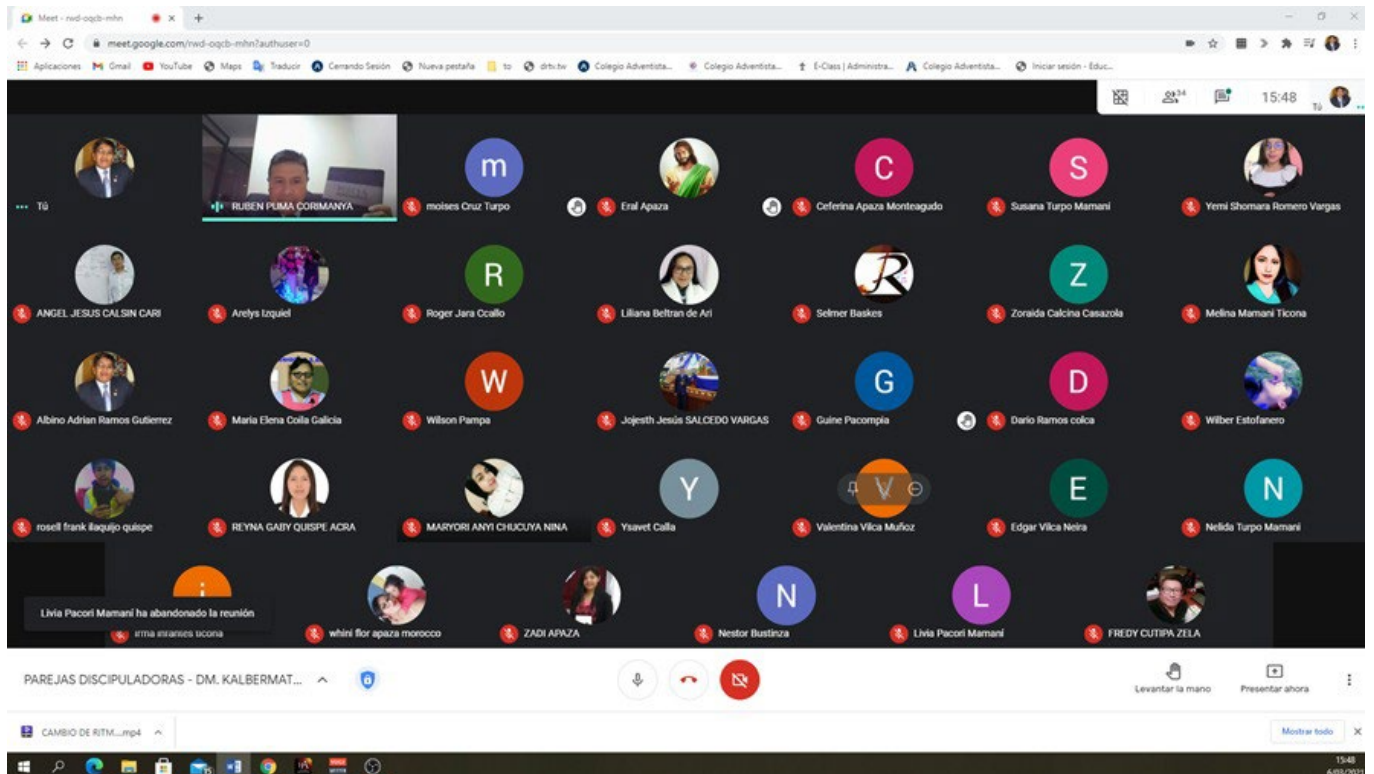 Meet - rwd-oqcb-mhn
meet.google.com/rwd-oqcb-mhn?authuser=0
Aplicaciones Gmail YouTube Maps Traducir Cerrando Sesión Nueva pestaña to drtv.tw Colegio Adventista... Colegio Adventista... E-Class | Administra... Colegio Adventista... Iniciar sesión - Educ...
34 15:48 Tú
Tú RUBEN PUMA CORIMANYA moises Cruz Turpo Eral Apaza Ceferina Apaza Monteagudo Susana Turpo Mamani Yemi Shomara Romero Vargas
m C S
R R Z
ANGEL JESUS CALSIN CARI Arelys Izquiel Roger Jara Ccallo Liliana Beltran de Ari Selmer Baskes Zoraida Calcina Casazola Melina Mamani Ticona
W G D
Albino Adrian Ramos Gutierrez Maria Elena Coila Galicia Wilson Pampa Jojesth Jesús SALCEDO VARGAS Guine Pacompia Dario Ramos colca Wilber Estofanero
Y V E N
rosell frank ilaquijo quispe REYNA GABY QUISPE ACRA MARYORI ANYI CHUCUYA NINA Ysavet Calla Valentina Vilca Muñoz Edgar Vilca Neira Nelida Turpo Mamani
i N L
Livia Pacori Mamaní ha abandonado la reunión
irma infantes ticona whini flor apaza morocco ZADI APAZA Nestor Bustinza Livia Pacori Mamaní FREDY CUTIPA ZELA
PAREJAS DISCIPULADORAS - DM. KALBERMAT...
Levantar la mano Presentar ahora
CAMBIO DE RITM....mp4
Mostrar todo
15:48
6/03/2021